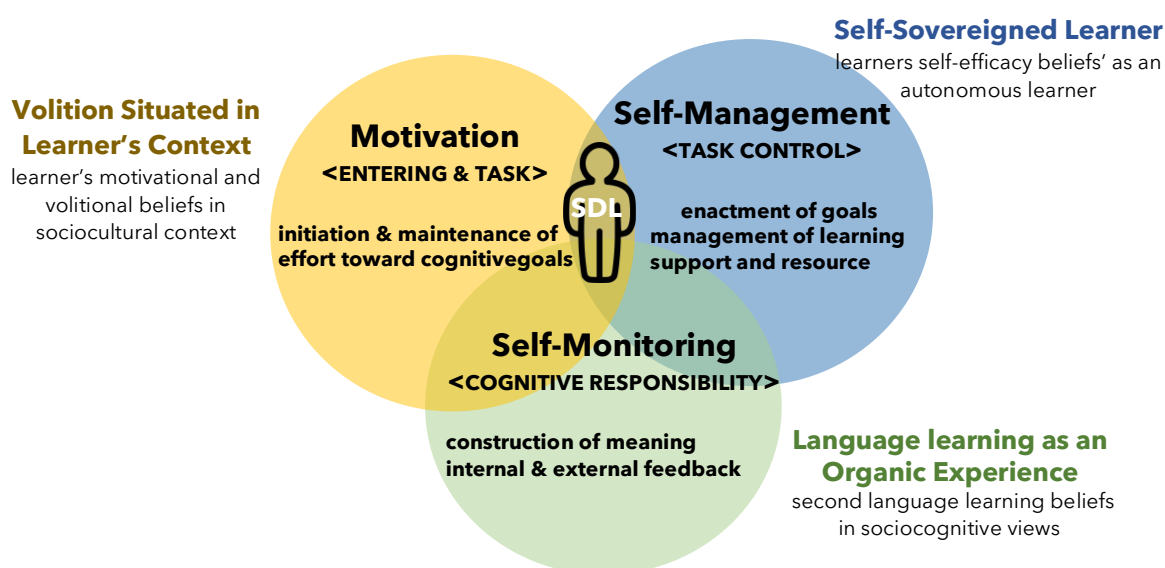 Self-Sovereigned Learner
learners self-efficacy beliefs’ as an
autonomous learner
Volition Situated in
Learner’s Context
learner’s motivational and
volitional beliefs in
sociocultural context
Motivation
<ENTERING & TASK>
initiation & maintenance of
effort toward cognitivegoals
Self-Management
<TASK CONTROL>
enactment of goals
management of learning
support and resource
SDL
Self-Monitoring
<COGNITIVE RESPONSIBILITY>
construction of meaning
internal & external feedback
Language learning as an
Organic Experience
second language learning beliefs
in sociocognitive views